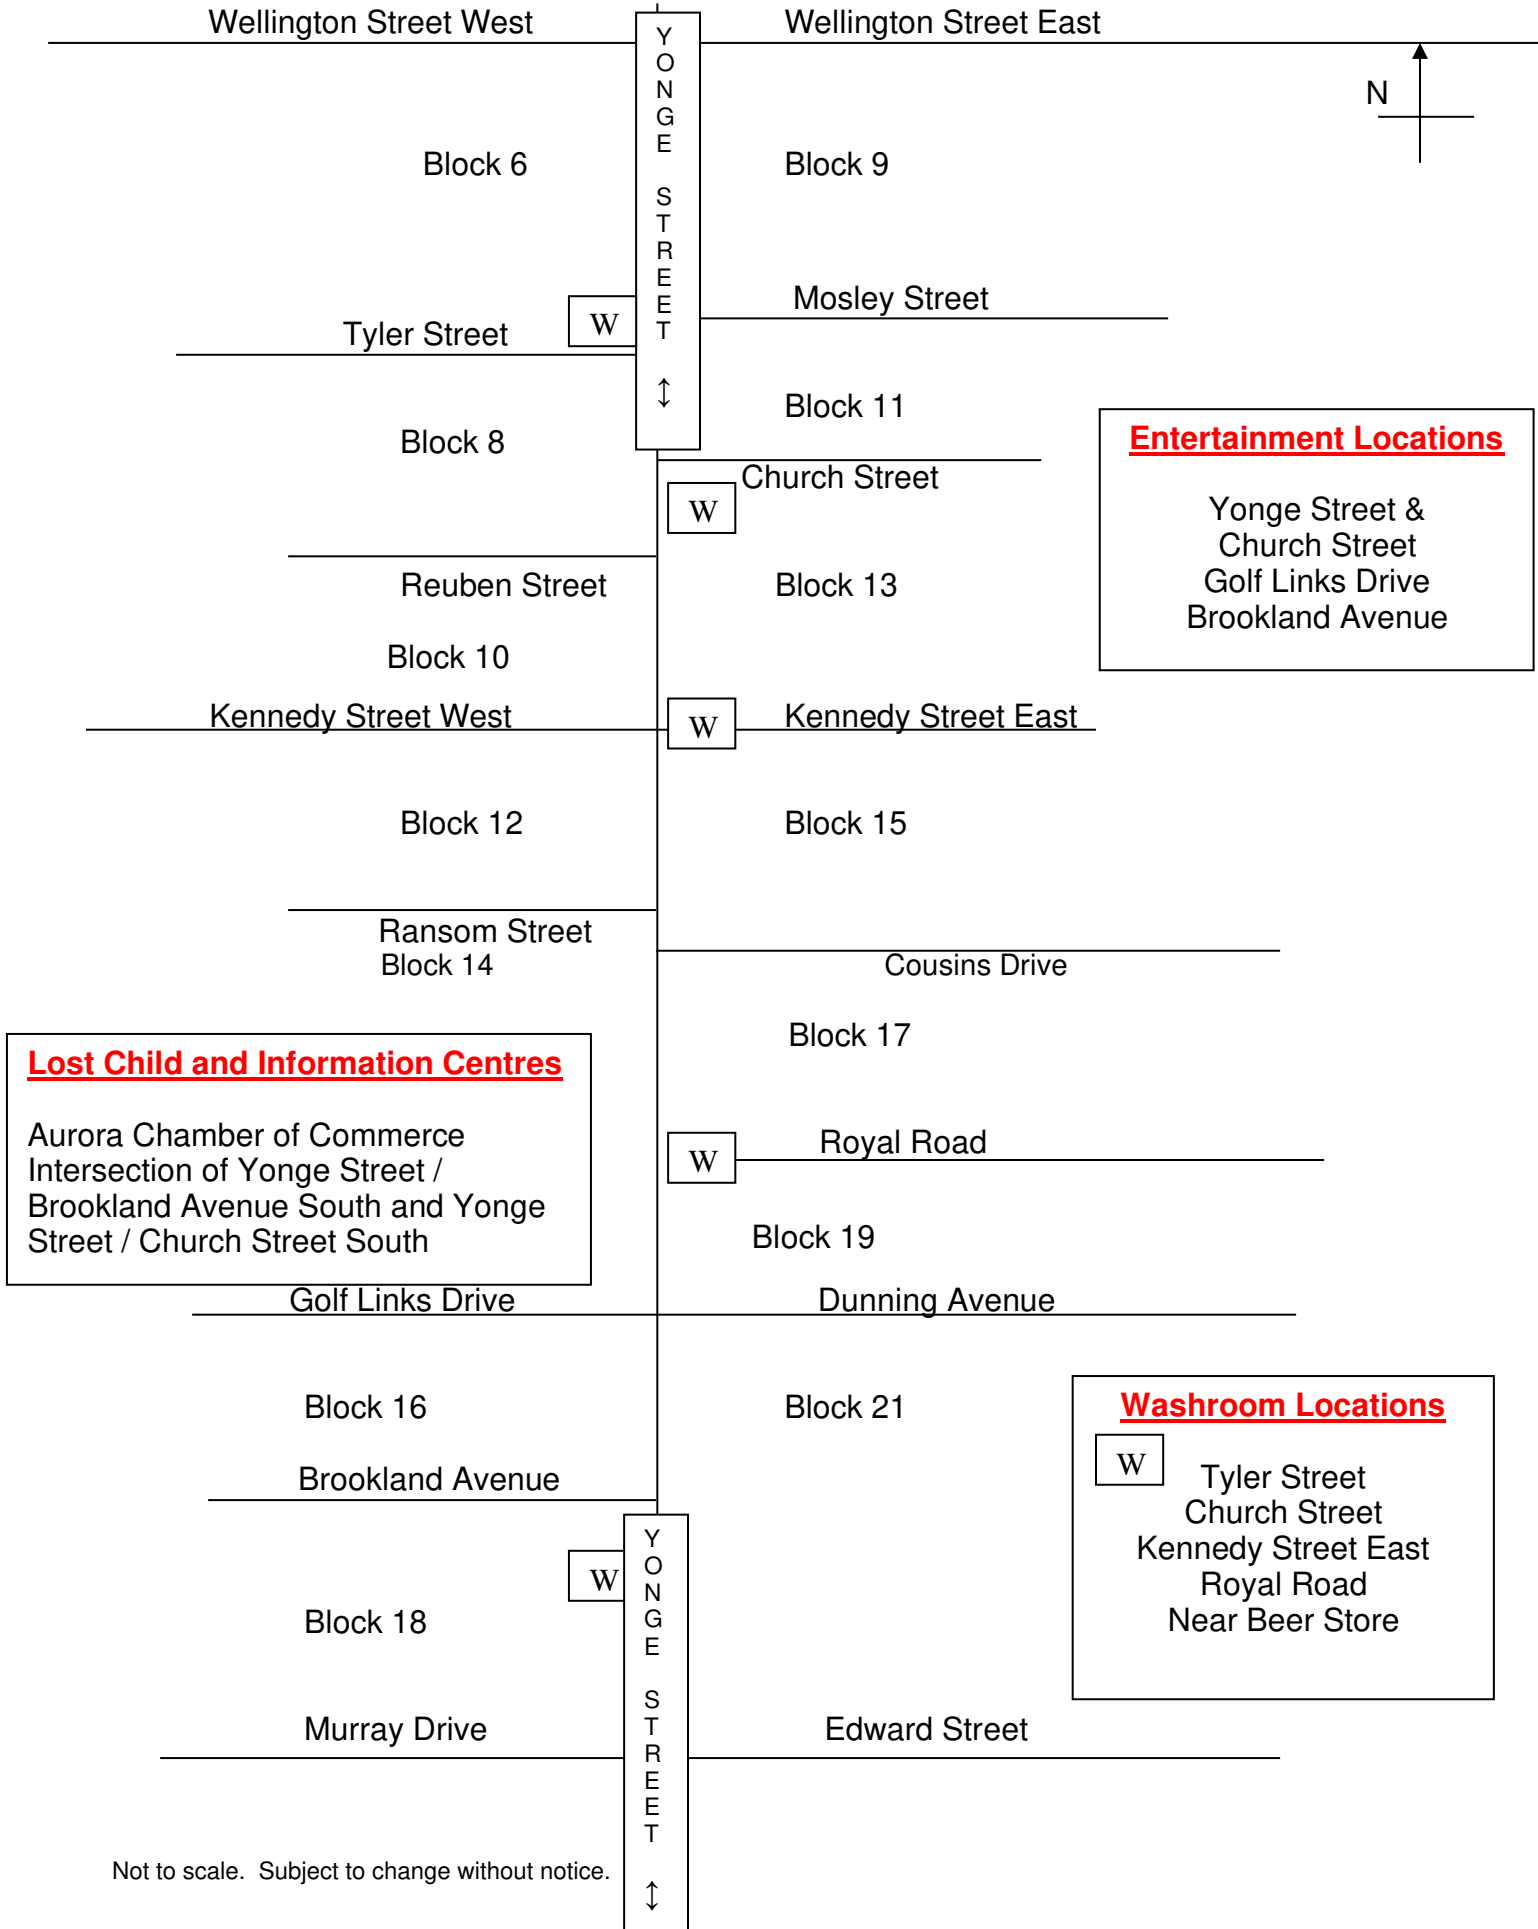 Wellington Street West
Wellington Street East
YONGE STREET ↕
N
Block 6
Block 9
Mosley Street
W
Tyler Street
Block 11
Block 8
Entertainment Locations
Yonge Street &
Church Street
Golf Links Drive
Brookland Avenue
Church Street
W
Reuben Street
Block 13
Block 10
Kennedy Street West
W
Kennedy Street East
Block 12
Block 15
Ransom Street
Block 14
Cousins Drive
Block 17
Lost Child and Information Centres
Aurora Chamber of Commerce
Intersection of Yonge Street /
Brookland Avenue South and Yonge
Street / Church Street South
W
Royal Road
Block 19
Golf Links Drive
Dunning Avenue
Block 16
Block 21
Washroom Locations
W
Tyler Street
Church Street
Kennedy Street East
Royal Road
Near Beer Store
Brookland Avenue
YONGE STREET ↕
W
Block 18
Murray Drive
Edward Street
Not to scale.  Subject to change without notice.